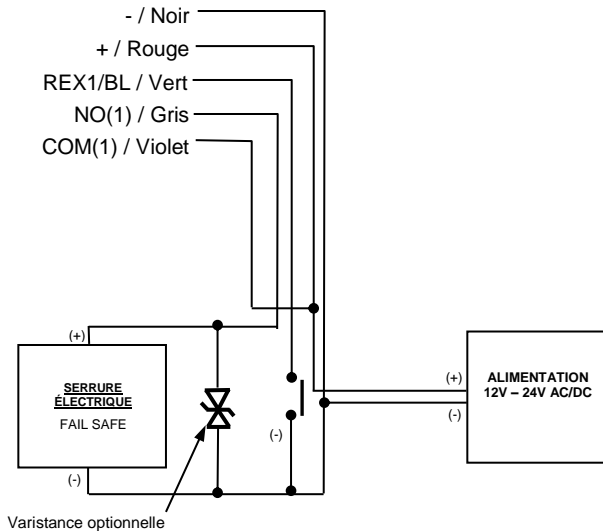 - / Noir
+ / Rouge
REX1/BL / Vert
NO(1) / Gris
COM(1) / Violet
(+)
SERRURE
ÉLECTRIQUE
FAIL SAFE
(-)
Varistance optionnelle
(-)
(+)
(-)
ALIMENTATION
12V – 24V AC/DC